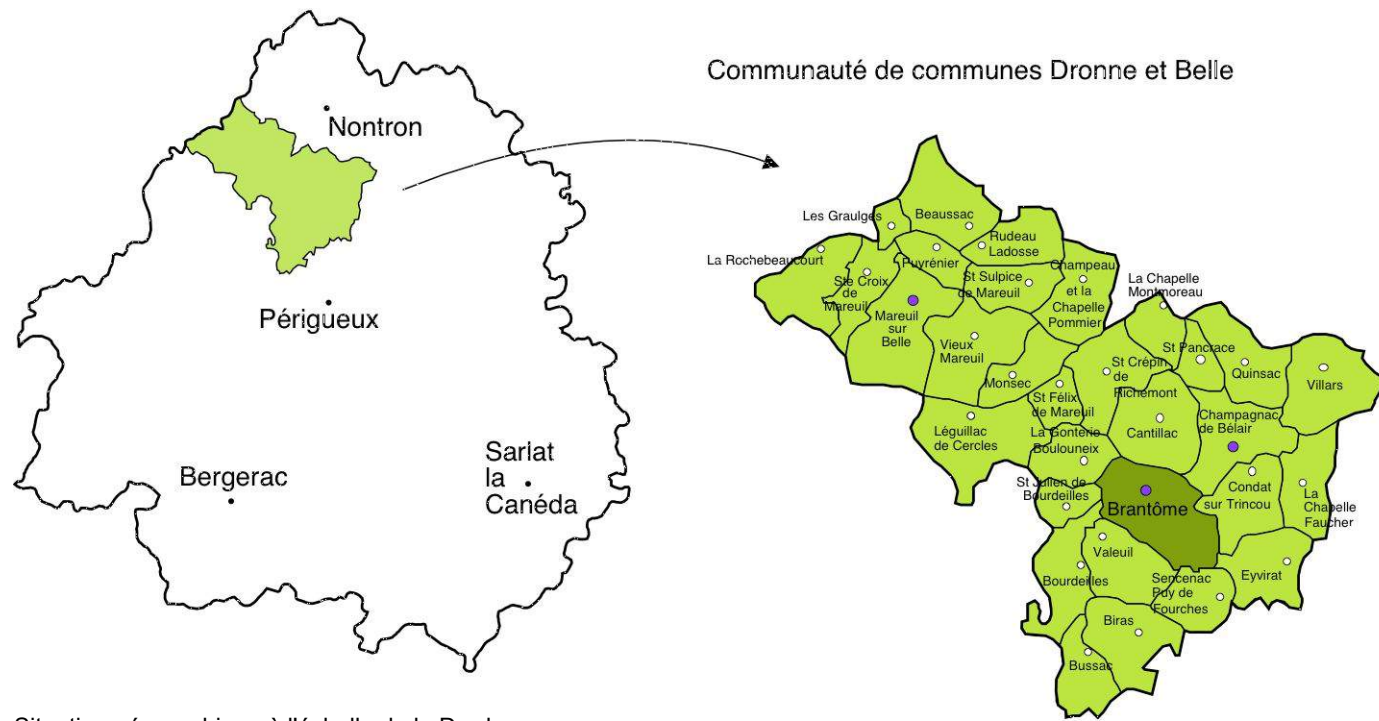 Communauté de communes Dronne et Belle
Nontron
Périgueux
Bergerac
Sarlat
la
Canéda
Les Graulges
Beaussac
Rudeau
Ladosse
La Rochebeaucourt
Puyrénier
Ste Croix
de
Mareuil
St Sulpice
de Mareuil
Champeau
et la
Chapelle
Pommier
La Chapelle
Montmoreau
Mareuil
sur
Belle
Vieux
Mareuil
Monsec
St Crépin
de
Richemont
St Pancrace
Quinsac
Villars
St Félix
de Mareuil
Léguillac
de Cercles
La Gonterie
Boulouneix
Cantillac
Champagnac
de Bélair
St Julien de
Bourdeilles
Brantôme
Condat
sur Trincou
La
Chapelle
Faucher
Valeuil
Bourdeilles
Sencenac
Puy de
Fourches
Eyvirat
Biras
Bussac